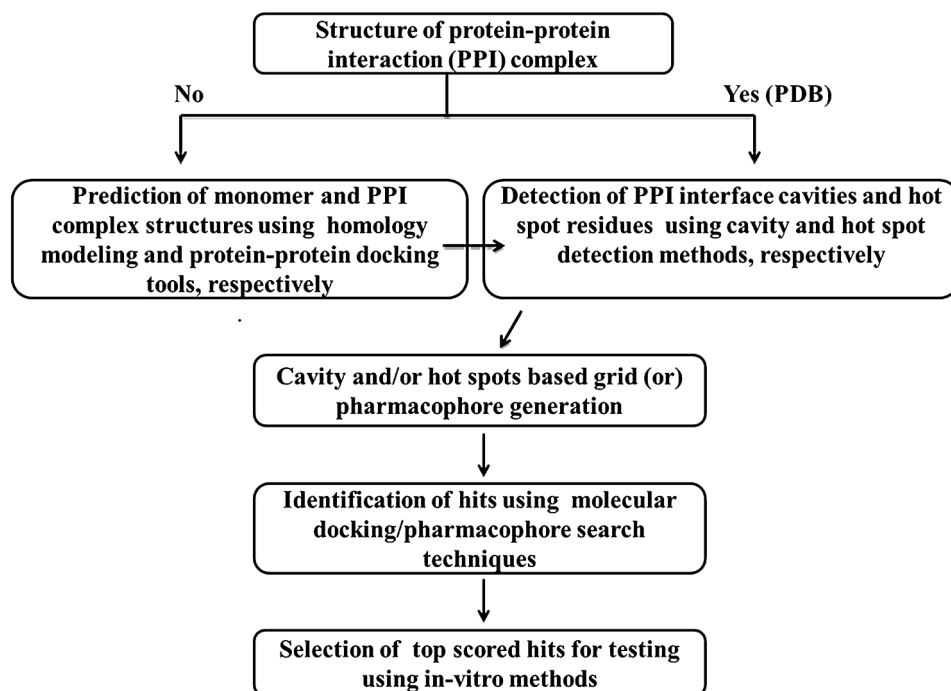 Structure of protein-protein
interaction (PPI) complex
No
Yes (PDB)
Prediction of monomer and PPI
complex structures using homology
modeling and protein-protein docking
tools, respectively
Detection of PPI interface cavities and hot
spot residues using cavity and hot spot
detection methods, respectively
Cavity and/or hot spots based grid (or)
pharmacophore generation
Identification of hits using molecular
docking/pharmacophore search
techniques
Selection of top scored hits for testing
using in-vitro methods